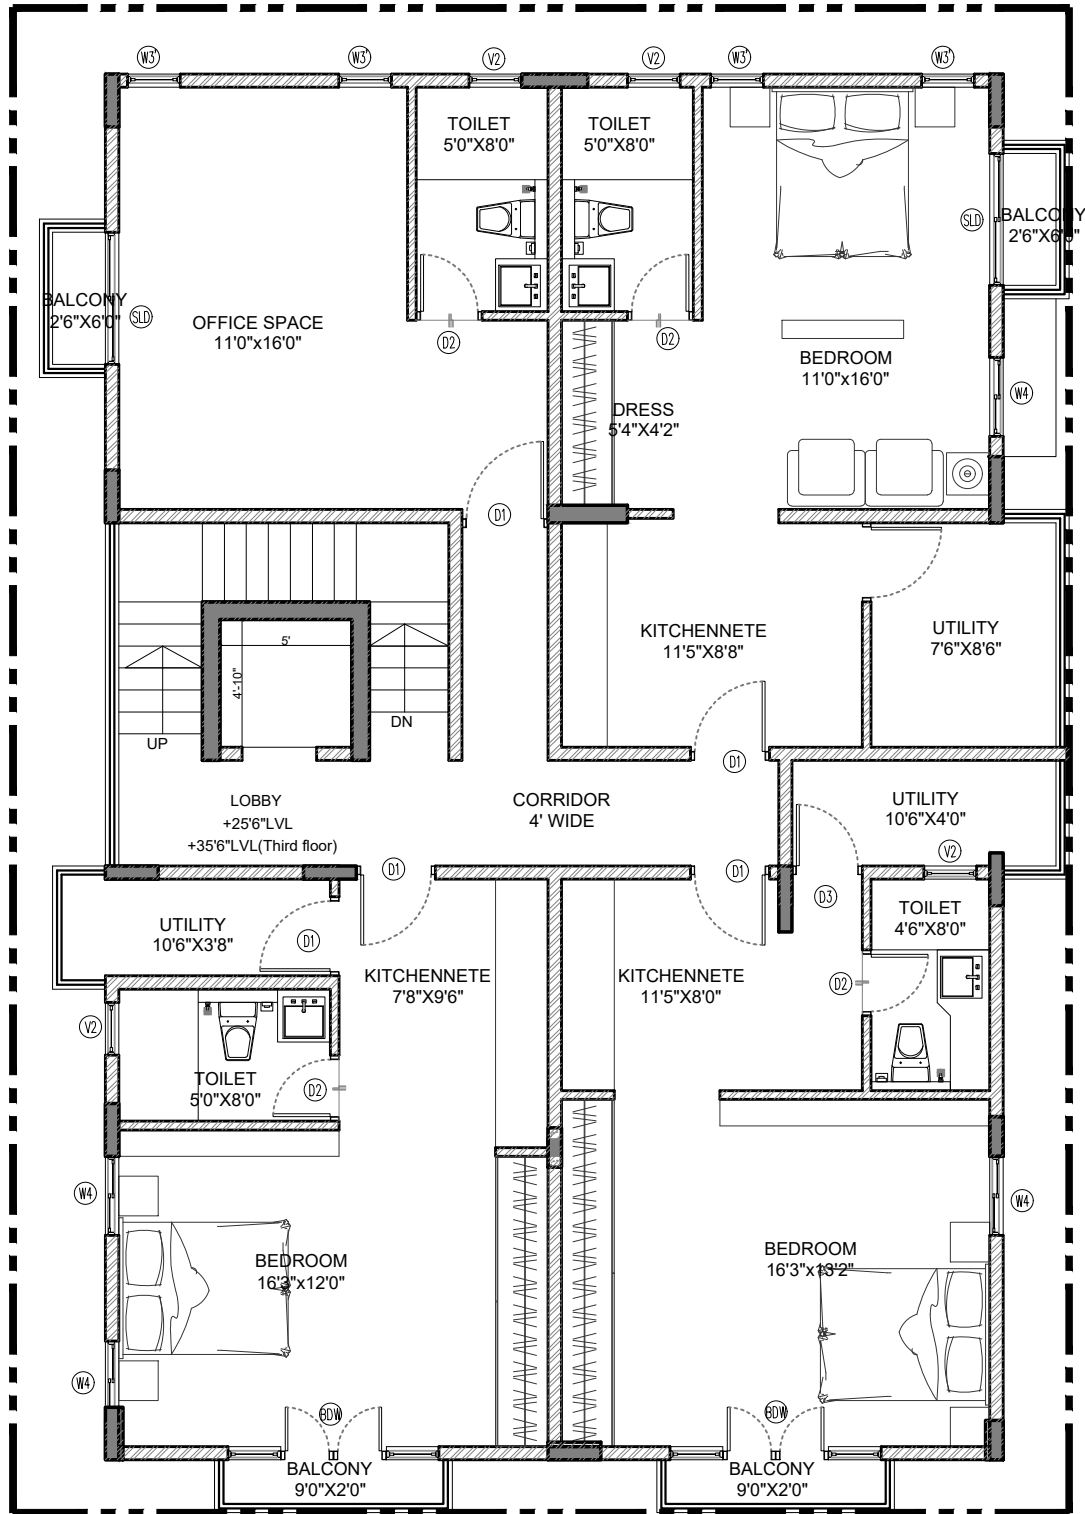 W3'
W3'
V2
V2
W3'
W3'
TOILET
5'0"X8'0"
TOILET
5'0"X8'0"
SLD
BALCONY
2'6"X6'0"
BALCONY
2'6"X6'0"
SLD
OFFICE SPACE
11'0"x16'0"
D2
D2
BEDROOM
11'0"x16'0"
W4
DRESS
5'4"X4'2"
D1
5'
4'-10"
KITCHENNETE
11'5"X8'8"
UTILITY
7'6"X8'6"
UP
DN
D1
LOBBY
+25'6"LVL
+35'6"LVL(Third floor)
CORRIDOR
4' WIDE
UTILITY
10'6"X4'0"
V2
D1
D1
D3
UTILITY
10'6"X3'8"
D1
TOILET
4'6"X8'0"
KITCHENNETE
7'8"X9'6"
KITCHENNETE
11'5"X8'0"
D2
V2
TOILET
5'0"X8'0"
D2
W4
W4
BEDROOM
16'3"x12'0"
BEDROOM
16'3"x13'2"
W4
BDW
BDW
BALCONY
9'0"X2'0"
BALCONY
9'0"X2'0"